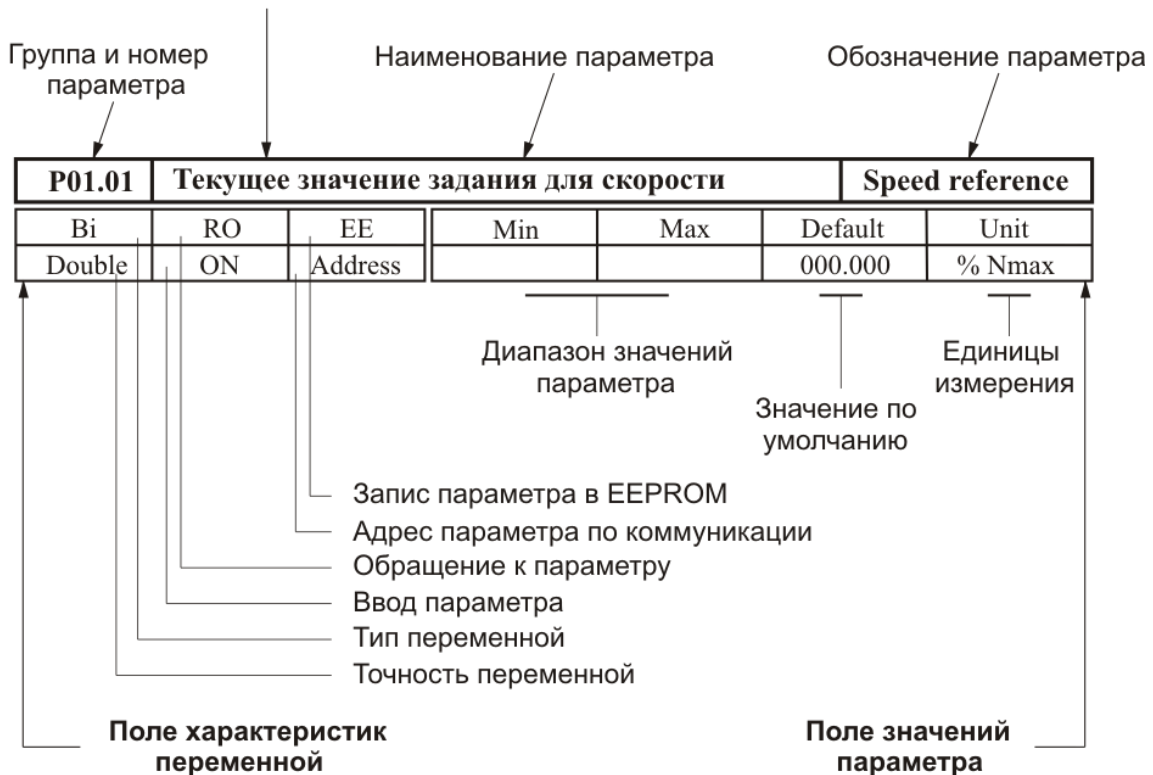 Группа и номер
параметра
Наименование параметра
Обозначение параметра
P01.01 Текущее значение задания для скорости Speed reference
Bi RO EE Min Max Default Unit
Double ON Address 000.000 % Nmax
Диапазон значений
параметра
Единицы
измерения
Значение по
умолчанию
Запис параметра в EEPROM
Адрес параметра по коммуникации
Обращение к параметру
Ввод параметра
Тип переменной
Точность переменной
Поле характеристик
переменной
Поле значений
параметра